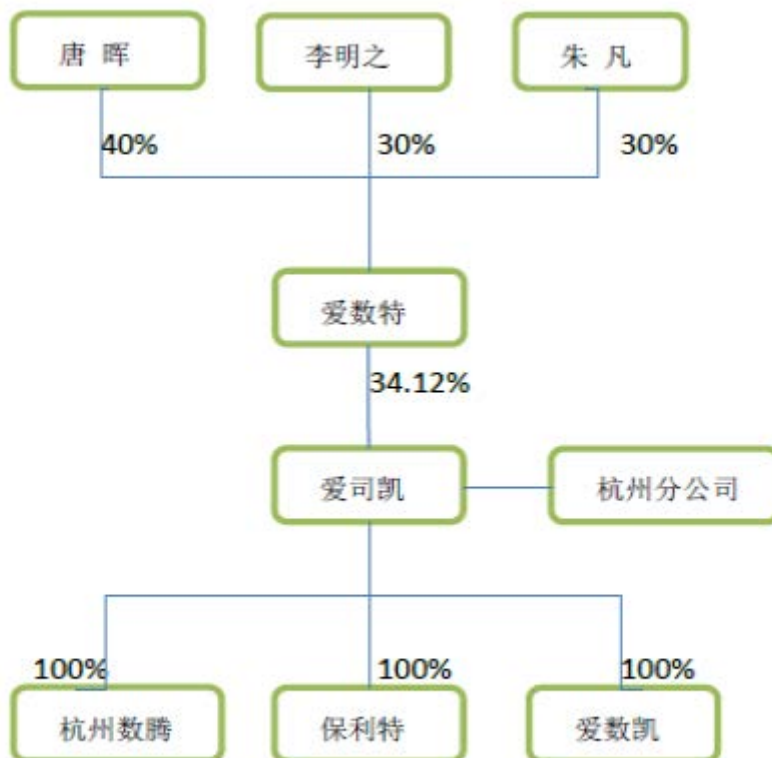 唐 晖
李明之
朱 凡
40%
30%
30%
爱数特
34.12%
爱司凯
杭州分公司
100%
100%
100%
杭州数腾
保利特
爱数凯